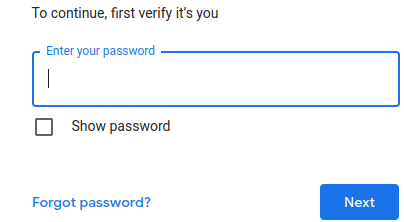 To continue, first verify it’s you
Enter your password
Show password
Forgot password?
Next